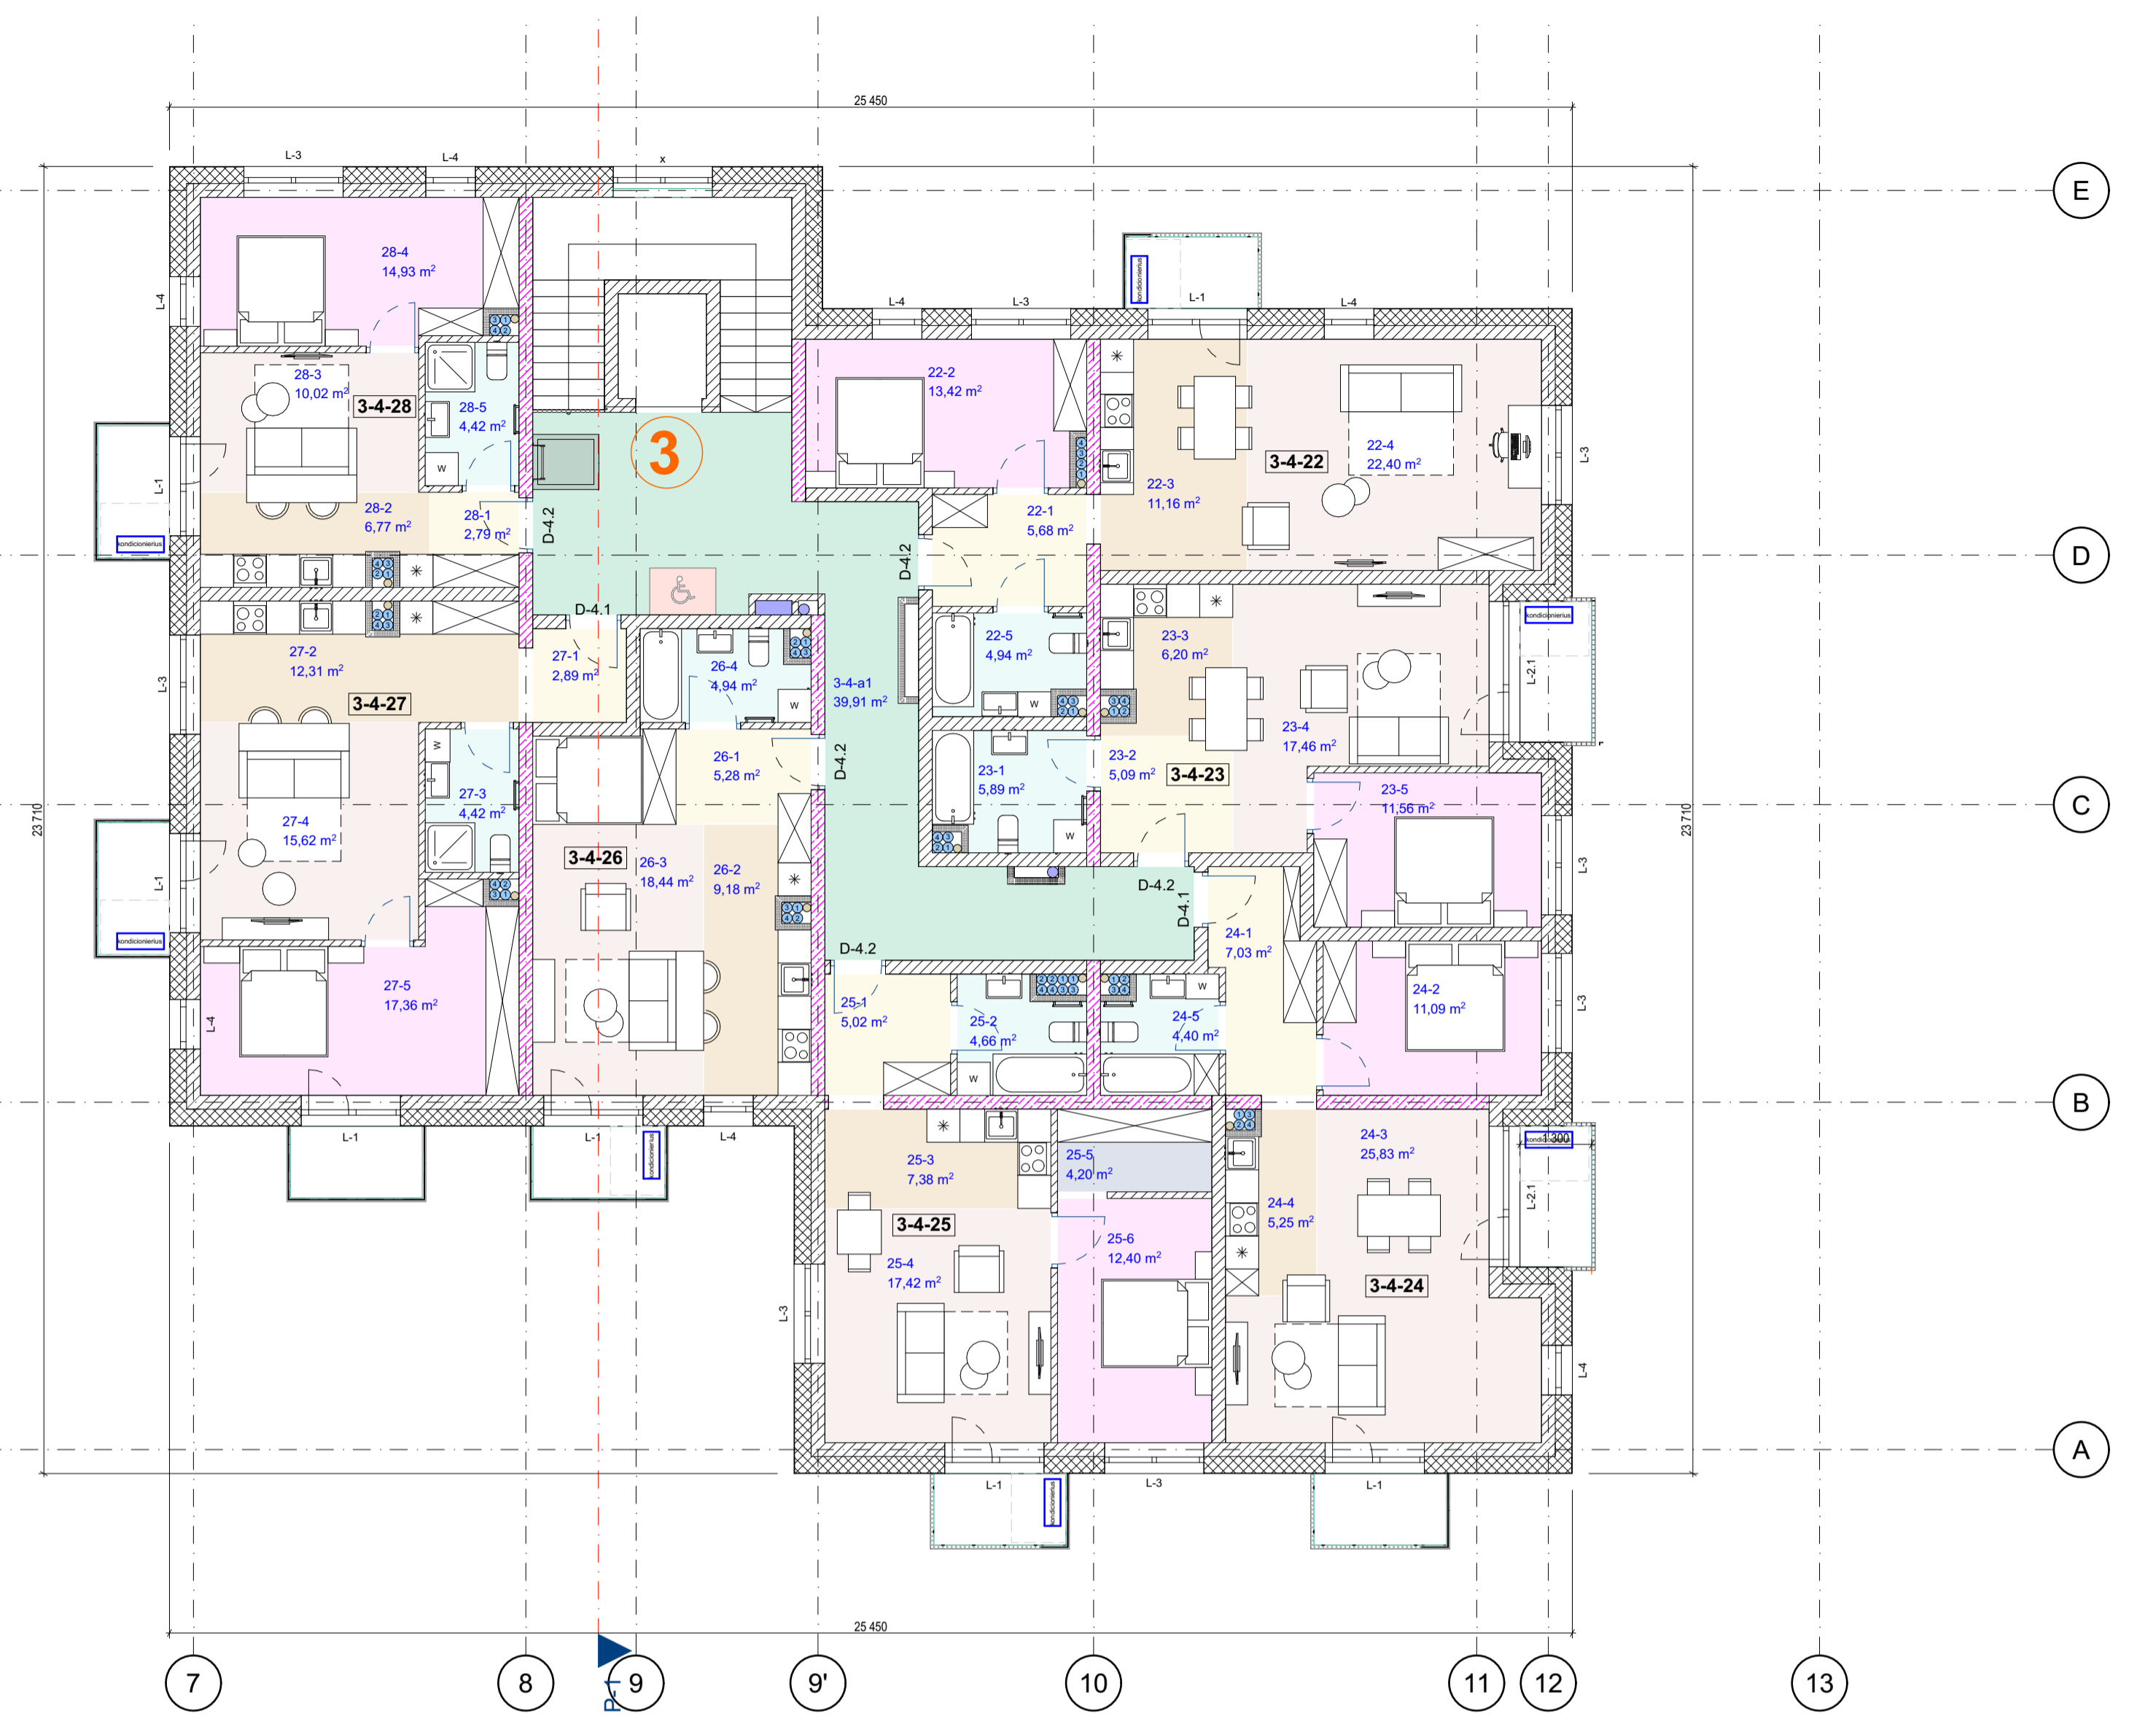 25 450
L-3
L-4
x
E
28-4
14,93 m²
L-4
kondicionierius
L-1
L-4
L-3
L-4
28-3
10,02 m²
3-4-28
28-5
4,42 m²
W
3
22-2
13,42 m²
22-4
22,40 m²
3-4-22
L-3
22-3
11,16 m²
L-1
28-2
6,77 m²
28-1
2,79 m²
D-4.2
22-1
5,68 m²
kondicionierius
D-4.2
D
D-4.1
kondicionierius
27-2
12,31 m²
27-1
2,89 m²
26-4
4,94 m²
22-5
4,94 m²
23-3
6,20 m²
L-3
3-4-27
3-4-a1
39,91 m²
W
W
L-2.1
23-4
17,46 m²
W
26-1
5,28 m²
D-4.2
23-1
5,89 m²
23-2
5,09 m²
3-4-23
27-3
4,42 m²
23-5
11,56 m²
C
23 710
23 710
27-4
15,62 m²
W
3-4-26
26-3
18,44 m²
26-2
9,18 m²
L-3
L-1
D-4.2
D-4.1
kondicionierius
D-4.2
24-1
7,03 m²
27-5
17,36 m²
25-1
5,02 m²
W
24-2
11,09 m²
L-3
L-4
25-2
4,66 m²
24-5
4,40 m²
W
B
L-1
L-1
kondicionierius
L-4
25-3
7,38 m²
25-5
4,20 m²
24-3
25,83 m²
kondicionierius
1 300
24-4
5,25 m²
L-2.1
3-4-25
25-6
12,40 m²
25-4
17,42 m²
3-4-24
L-3
L-4
A
L-1
kondicionierius
L-3
L-1
25 450
P-1
7
8
9
9'
10
11
12
13